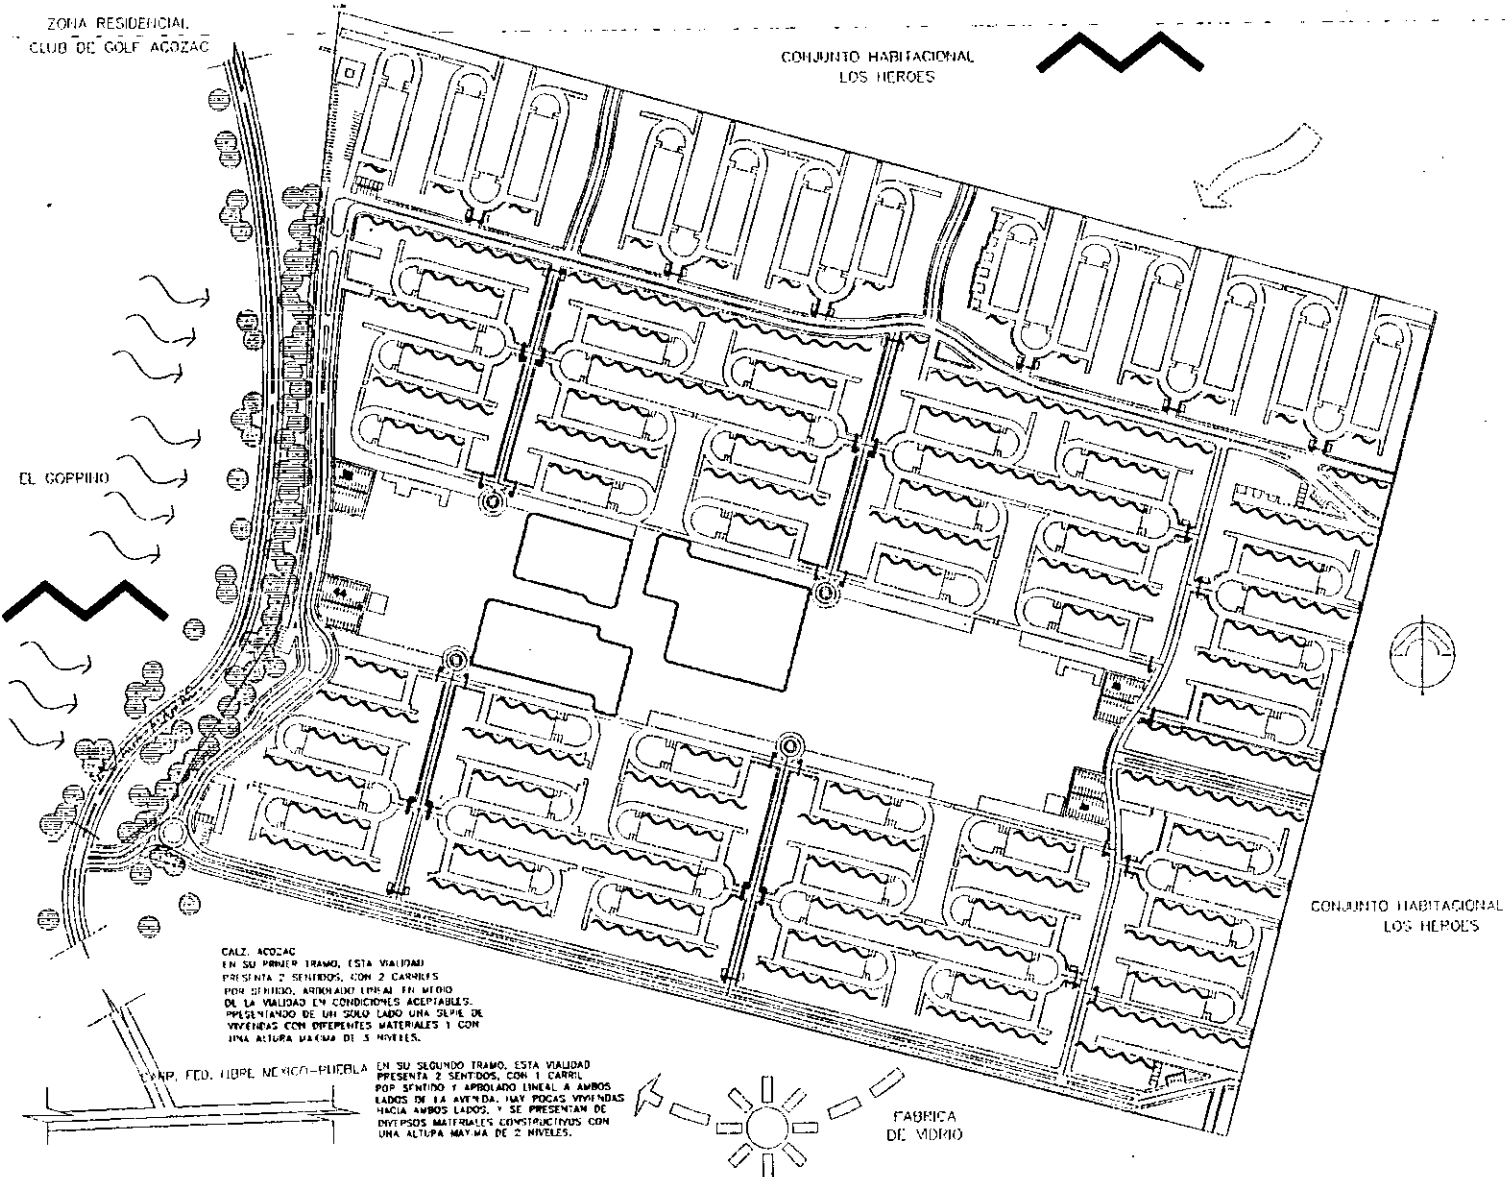 ZONA RESIDENCIAL
CLUB DE GOLF ACOZAC
CONJUNTO HABITACIONAL
LOS HEROES
EL GORRINO
CONJUNTO HABITACIONAL
LOS HEROES
CALZ. ACOZAC
EN SU PRIMER TRAMO, ESTA VIALIDAD
PRESENTA 2 SENTIDOS, CON 2 CARRILES
POR SENTIDO, ARBOLADO LINEAL EN MEDIO
DE LA VIALIDAD EN CONDICIONES ACEPTABLES.
PRESENTANDO DE UN SOLO LADO UNA SERIE DE
VIVIENDAS CON DIFERENTES MATERIALES Y CON
UNA ALTURA MAXIMA DE 3 NIVELES.
CARR. FED. LIBRE MEXICO-PUEBLA
EN SU SEGUNDO TRAMO, ESTA VIALIDAD
PRESENTA 2 SENTIDOS, CON 1 CARRIL
POR SENTIDO Y ARBOLADO LINEAL A AMBOS
LADOS DE LA AVENIDA, HAY POCAS VIVIENDAS
HACIA AMBOS LADOS, Y SE PRESENTAN DE
DIVERSOS MATERIALES CONSTRUCTIVOS CON
UNA ALTURA MAXIMA DE 2 NIVELES.
FABRICA
DE VIDRIO